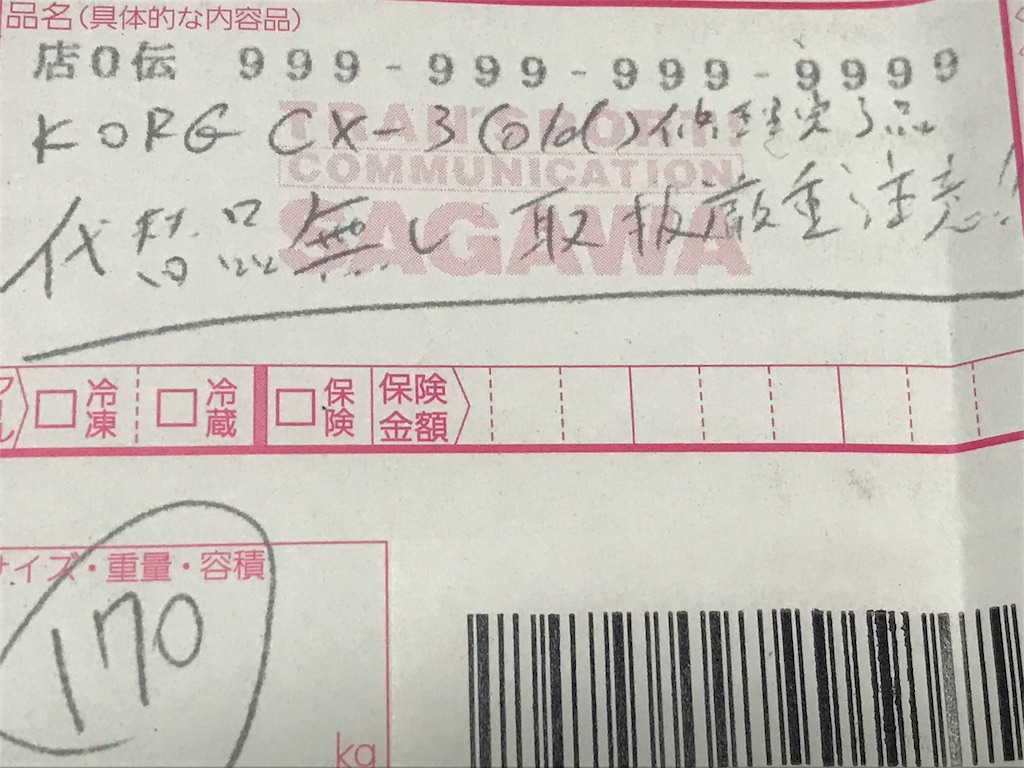 品名(具体的な内容品)
店0伝 999-999-999-9999
KORG CX-3(old)修理完了品
代替品無し 取扱厳重注意!!
TRANSPORT
COMMUNICATION
SAGAWA
冷凍 冷蔵 保険 保険金額
サイズ・重量・容積
170
kg